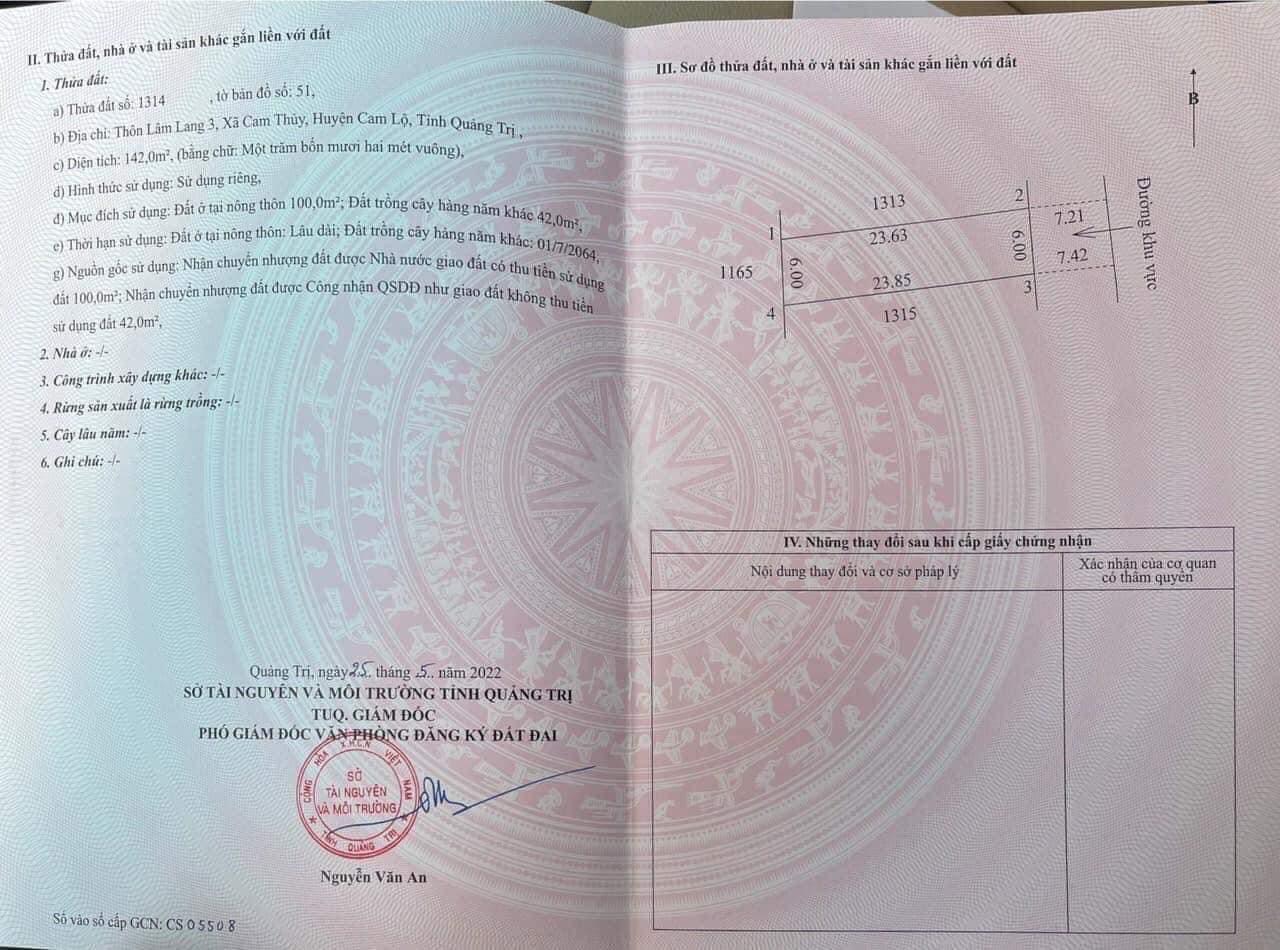 II. Thửa đất, nhà ở và tài sản khác gắn liền với đất
1. Thửa đất:
a) Thửa đất số: 1314 , tờ bản đồ số: 51,
b) Địa chỉ: Thôn Lâm Lang 3, Xã Cam Thủy, Huyện Cam Lộ, Tỉnh Quảng Trị,
c) Diện tích: 142,0m², (bằng chữ: Một trăm bốn mươi hai mét vuông),
d) Hình thức sử dụng: Sử dụng riêng,
đ) Mục đích sử dụng: Đất ở tại nông thôn 100,0m²; Đất trồng cây hàng năm khác 42,0m²,
e) Thời hạn sử dụng: Đất ở tại nông thôn: Lâu dài; Đất trồng cây hàng năm khác: 01/7/2064,
g) Nguồn gốc sử dụng: Nhận chuyển nhượng đất được Nhà nước giao đất có thu tiền sử dụng
đất 100,0m²; Nhận chuyển nhượng đất được Công nhận QSDĐ như giao đất không thu tiền
sử dụng đất 42,0m²,
2. Nhà ở: -/-
3. Công trình xây dựng khác: -/-
4. Rừng sản xuất là rừng trồng: -/-
5. Cây lâu năm: -/-
6. Ghi chú: -/-
Quảng Trị, ngày 25. tháng .5.. năm 2022
SỞ TÀI NGUYÊN VÀ MÔI TRƯỜNG TỈNH QUẢNG TRỊ
TUQ. GIÁM ĐỐC
PHÓ GIÁM ĐỐC VĂN PHÒNG ĐĂNG KÝ ĐẤT ĐAI
CỘNG HÒA X.H.C.N VIỆT NAM
SỞ
TÀI NGUYÊN
VÀ MÔI TRƯỜNG
TỈNH QUẢNG TRỊ
Nguyễn Văn An
Số vào sổ cấp GCN: CS 05508
III. Sơ đồ thửa đất, nhà ở và tài sản khác gắn liền với đất
B
1313
2
7.21
Đường khu vực
1
23.63
6.00
7.42
1165
6.00
23.85
3
4
1315
IV. Những thay đổi sau khi cấp giấy chứng nhận
Nội dung thay đổi và cơ sở pháp lý
Xác nhận của cơ quan
có thẩm quyền